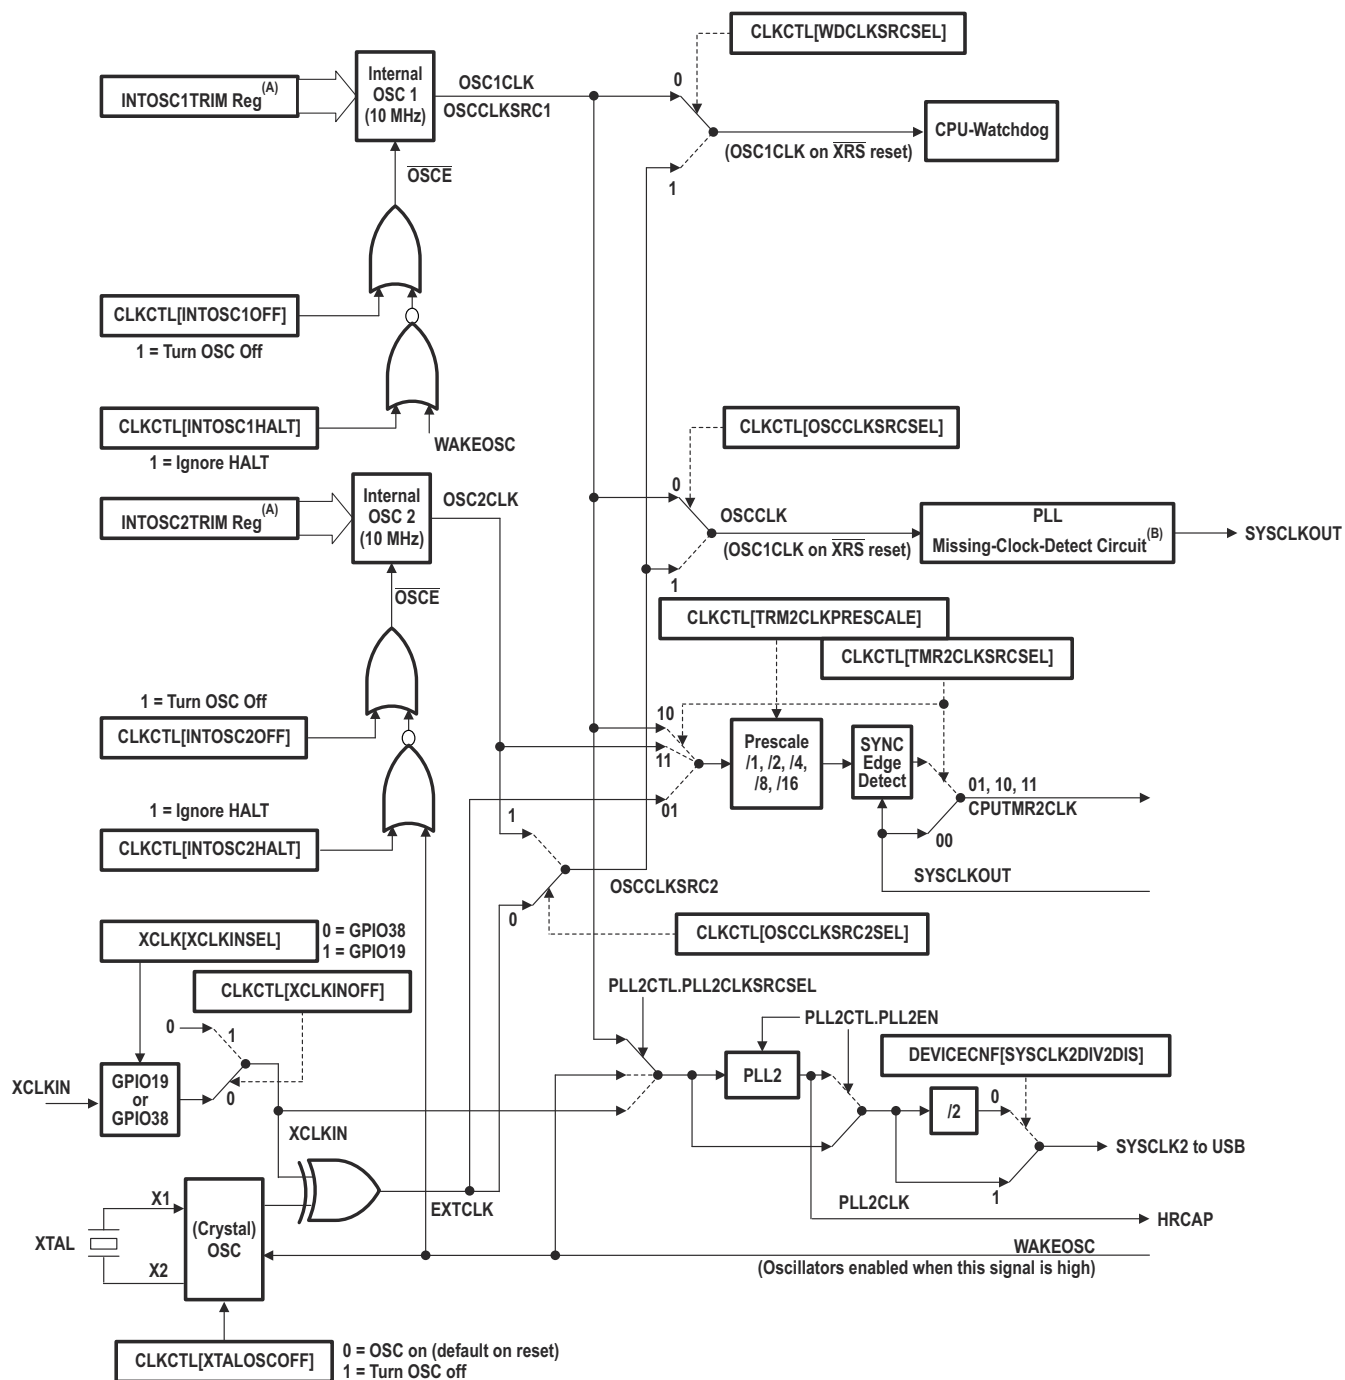 CLKCTL[WDCLKSRCSEL]
INTOSC1TRIM Reg(A)
Internal
OSC 1
(10 MHz)
OSC1CLK
OSCCLKSRC1
0
CPU-Watchdog
(OSC1CLK on XRS reset)
1
OSCE
CLKCTL[INTOSC1OFF]
1 = Turn OSC Off
CLKCTL[INTOSC1HALT]
1 = Ignore HALT
WAKEOSC
CLKCTL[OSCCLKSRCSEL]
INTOSC2TRIM Reg(A)
Internal
OSC 2
(10 MHz)
OSC2CLK
0
OSCCLK
(OSC1CLK on XRS reset)
1
PLL
Missing-Clock-Detect Circuit(B)
SYSCLKOUT
OSCE
CLKCTL[TRM2CLKPRESCALE]
CLKCTL[TMR2CLKSRCSEL]
1 = Turn OSC Off
CLKCTL[INTOSC2OFF]
10
11
01
Prescale
/1, /2, /4,
/8, /16
SYNC
Edge
Detect
01, 10, 11
CPUTMR2CLK
00
SYSCLKOUT
1 = Ignore HALT
CLKCTL[INTOSC2HALT]
1
0
OSCCLKSRC2
CLKCTL[OSCCLKSRC2SEL]
XCLK[XCLKINSEL]
0 = GPIO38
1 = GPIO19
CLKCTL[XCLKINOFF]
0
1
0
XCLKIN
GPIO19
or
GPIO38
XCLKIN
PLL2CTL.PLL2CLKSRCSEL
PLL2CTL.PLL2EN
PLL2
DEVICECNF[SYSCLK2DIV2DIS]
/2
0
1
SYSCLK2 to USB
PLL2CLK
HRCAP
EXTCLK
XTAL
X1
X2
(Crystal)
OSC
WAKEOSC
(Oscillators enabled when this signal is high)
CLKCTL[XTALOSCOFF]
0 = OSC on (default on reset)
1 = Turn OSC off